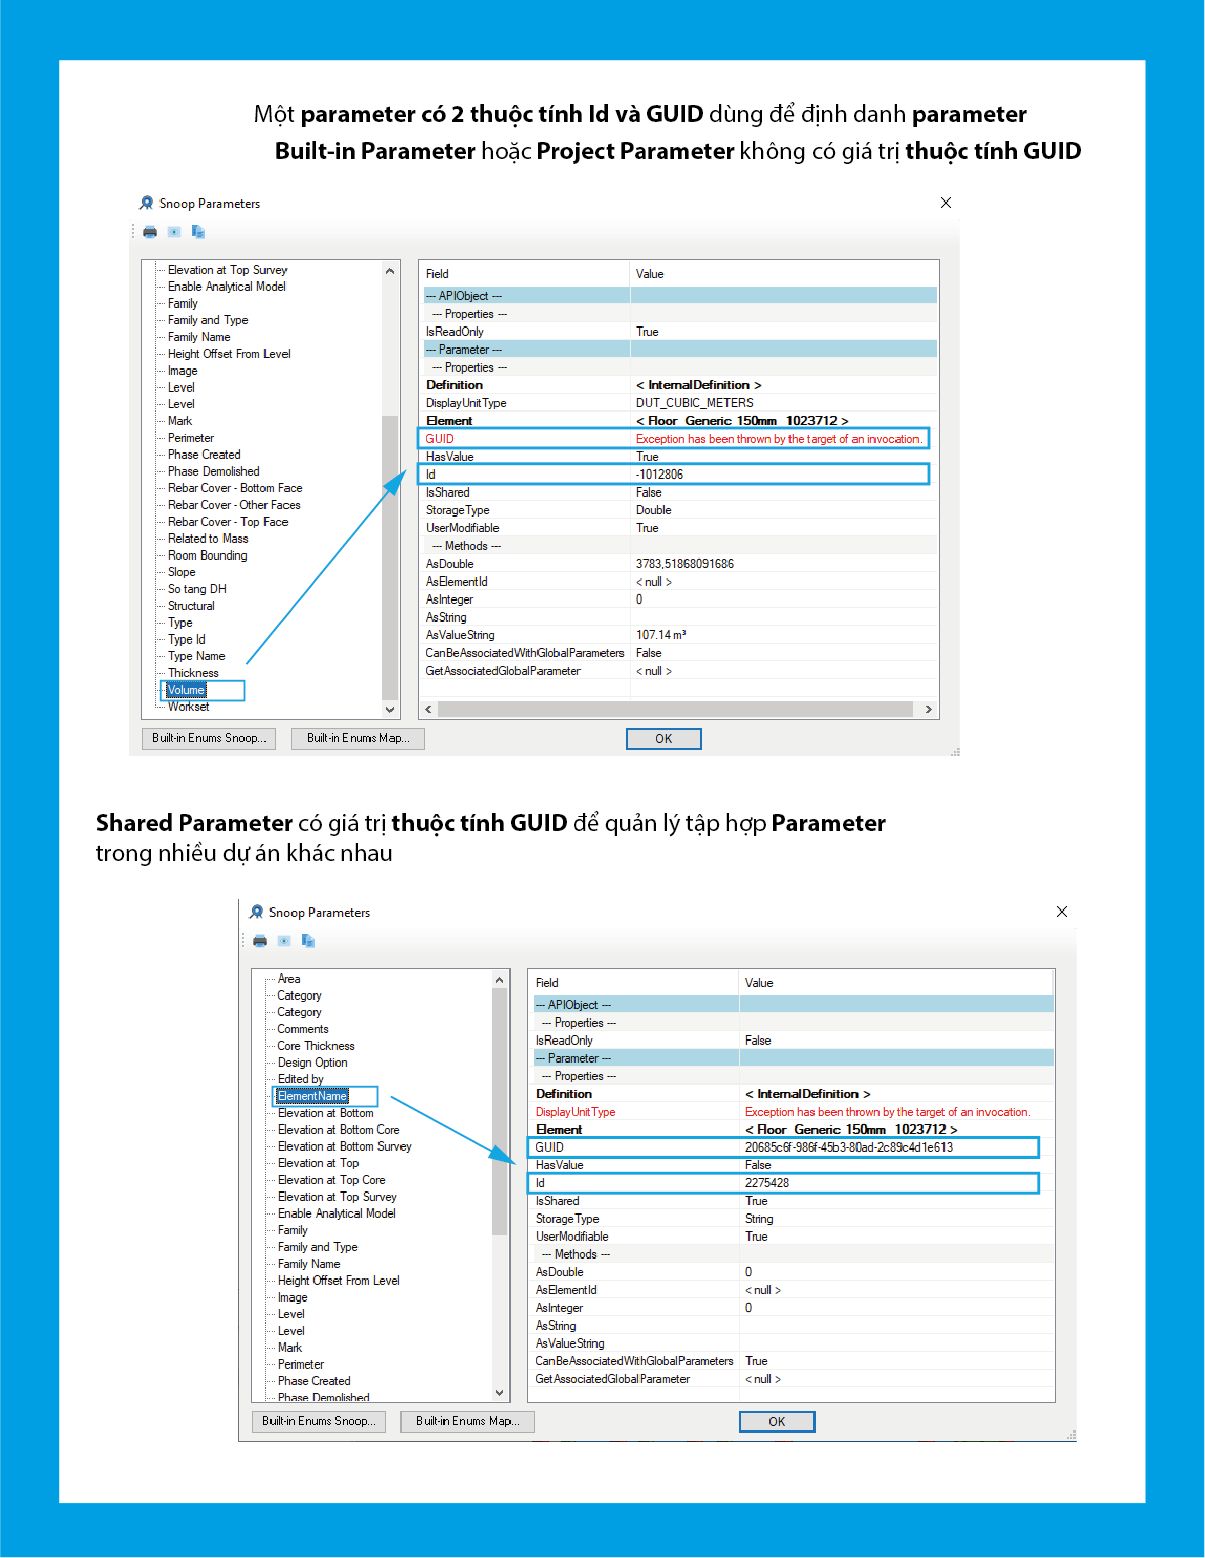 Một parameter có 2 thuộc tính Id và GUID dùng để định danh parameter
Built-in Parameter hoặc Project Parameter không có giá trị thuộc tính GUID
Snoop Parameters
Elevation at Top Survey
Enable Analytical Model
Family
Family and Type
Family Name
Height Offset From Level
Image
Level
Level
Mark
Perimeter
Phase Created
Phase Demolished
Rebar Cover - Bottom Face
Rebar Cover - Other Faces
Rebar Cover - Top Face
Related to Mass
Room Bounding
Slope
So tang DH
Structural
Type
Type Id
Type Name
Thickness
Volume
Workset
Field Value
--- APIObject ---
--- Properties ---
IsReadOnly True
--- Parameter ---
--- Properties ---
Definition < InternalDefinition >
DisplayUnitType DUT_CUBIC_METERS
Element < Floor Generic 150mm 1023712 >
GUID Exception has been thrown by the target of an invocation.
HasValue True
Id -1012806
IsShared False
StorageType Double
UserModifiable True
--- Methods ---
AsDouble 3783,51868091686
AsElementId < null >
AsInteger 0
AsString
AsValueString 107.14 m³
CanBeAssociatedWithGlobalParameters False
GetAssociatedGlobalParameter < null >
Built-in Enums Snoop... Built-in Enums Map... OK
Shared Parameter có giá trị thuộc tính GUID để quản lý tập hợp Parameter
trong nhiều dự án khác nhau
Snoop Parameters
Area
Category
Category
Comments
Core Thickness
Design Option
Edited by
ElementName
Elevation at Bottom
Elevation at Bottom Core
Elevation at Bottom Survey
Elevation at Top
Elevation at Top Core
Elevation at Top Survey
Enable Analytical Model
Family
Family and Type
Family Name
Height Offset From Level
Image
Level
Level
Mark
Perimeter
Phase Created
Phase Demolished
Field Value
--- APIObject ---
--- Properties ---
IsReadOnly False
--- Parameter ---
--- Properties ---
Definition < InternalDefinition >
DisplayUnitType Exception has been thrown by the target of an invocation.
Element < Floor Generic 150mm 1023712 >
GUID 20685c6f-986f-45b3-80ad-2c89c4d1e613
HasValue False
Id 2275428
IsShared True
StorageType String
UserModifiable True
--- Methods ---
AsDouble 0
AsElementId < null >
AsInteger 0
AsString
AsValueString
CanBeAssociatedWithGlobalParameters True
GetAssociatedGlobalParameter < null >
Built-in Enums Snoop... Built-in Enums Map... OK